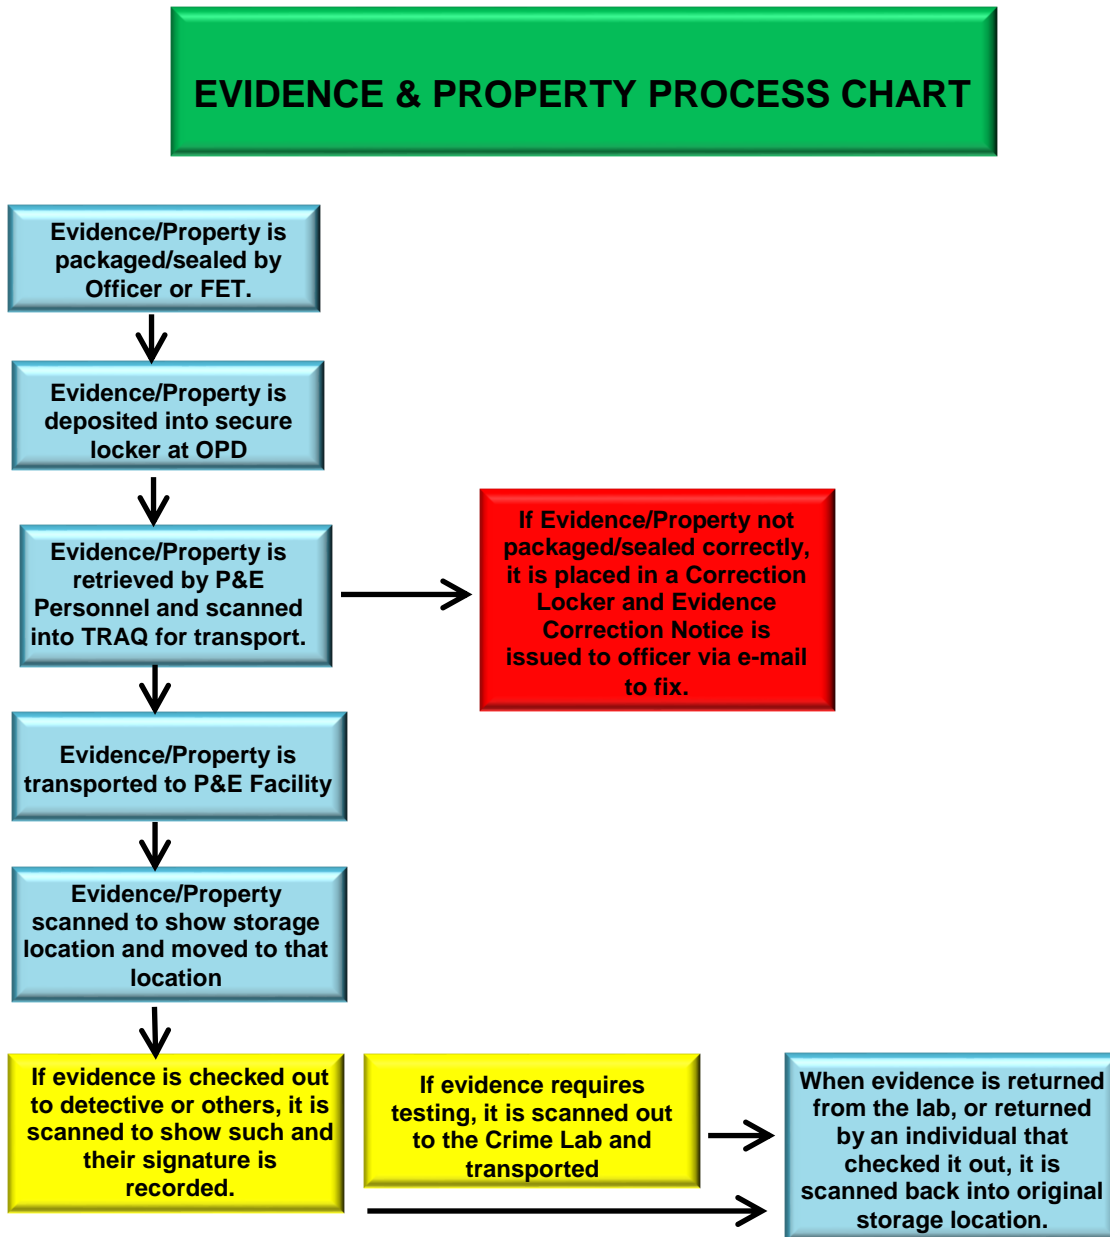 EVIDENCE & PROPERTY PROCESS CHART
Evidence/Property is
packaged/sealed by
Officer or FET.
Evidence/Property is
deposited into secure
locker at OPD
Evidence/Property is
retrieved by P&E
Personnel and scanned
into TRAQ for transport.
If Evidence/Property not
packaged/sealed correctly,
it is placed in a Correction
Locker and Evidence
Correction Notice is
issued to officer via e-mail
to fix.
Evidence/Property is
transported to P&E Facility
Evidence/Property
scanned to show storage
location and moved to that
location
If evidence is checked out
to detective or others, it is
scanned to show such and
their signature is
recorded.
If evidence requires
testing, it is scanned out
to the Crime Lab and
transported
When evidence is returned
from the lab, or returned
by an individual that
checked it out, it is
scanned back into original
storage location.